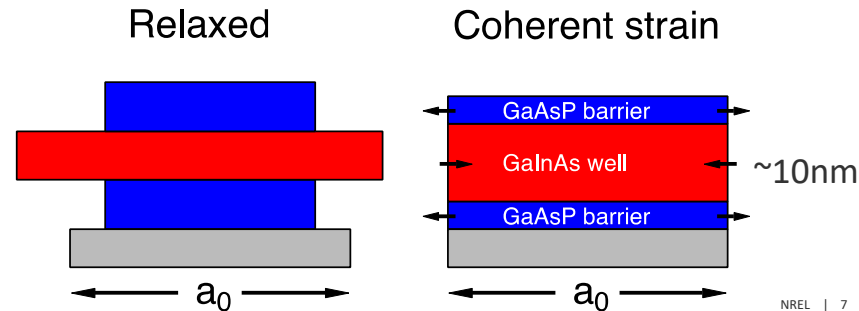 Relaxed
Coherent strain
GaAsP barrier
GaInAs well
~10nm
GaAsP barrier
a₀
a₀
NREL | 7